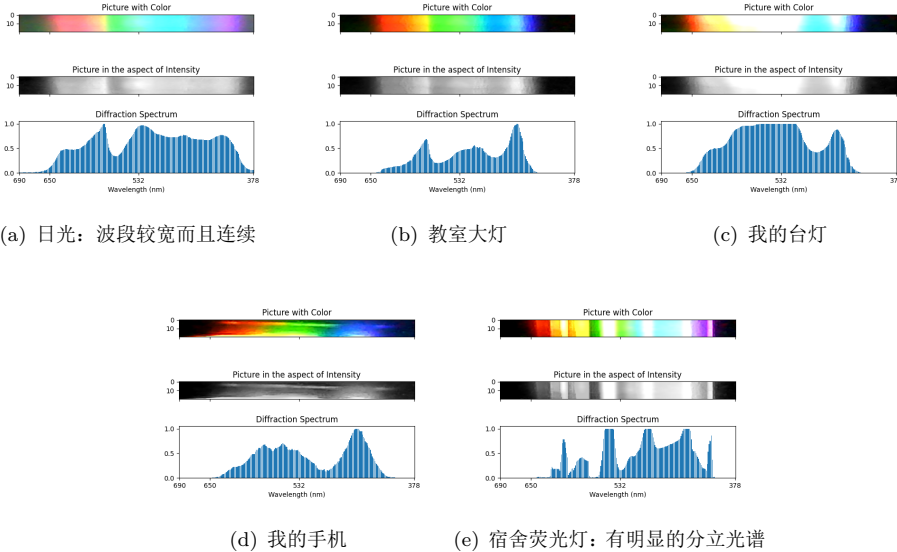 Picture with Color
0
10
Picture in the aspect of Intensity
0
10
Diffraction Spectrum
1.0
0.5
0.0
690 650 532 378
Wavelength (nm)
(a) 日光：波段较宽而且连续
Picture with Color
0
10
Picture in the aspect of Intensity
0
10
Diffraction Spectrum
1.0
0.5
0.0
690 650 532 378
Wavelength (nm)
(b) 教室大灯
Picture with Color
0
10
Picture in the aspect of Intensity
0
10
Diffraction Spectrum
1.0
0.5
0.0
690 650 532 37
Wavelength (nm)
(c) 我的台灯
Picture with Color
0
10
Picture in the aspect of Intensity
0
10
Diffraction Spectrum
1.0
0.5
0.0
690 650 532 378
Wavelength (nm)
(d) 我的手机
Picture with Color
0
10
Picture in the aspect of Intensity
0
10
Diffraction Spectrum
1.0
0.5
0.0
690 650 532 378
Wavelength (nm)
(e) 宿舍荧光灯：有明显的分立光谱